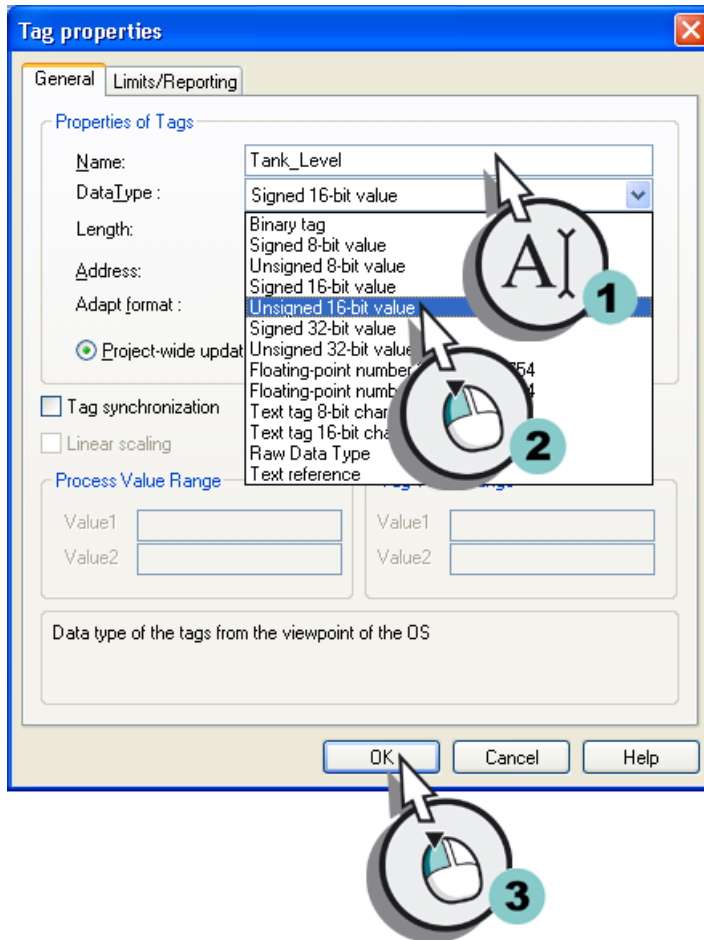 Tag properties
General Limits/Reporting
Properties of Tags
Name: Tank_Level
DataType : Signed 16-bit value
Length:
Binary tag
Signed 8-bit value
Address:
Unsigned 8-bit value
Signed 16-bit value
Adapt format :
Unsigned 16-bit value
Signed 32-bit value
Project-wide updat
Unsigned 32-bit value
Floating-point number 754
Floating-point numb 4
Tag synchronization
Text tag 8-bit char
Text tag 16-bit cha
Linear scaling
Raw Data Type
Text reference
Process Value Range
Value1 Value1
Value2 Value2
Data type of the tags from the viewpoint of the OS
OK Cancel Help
A
1
2
3